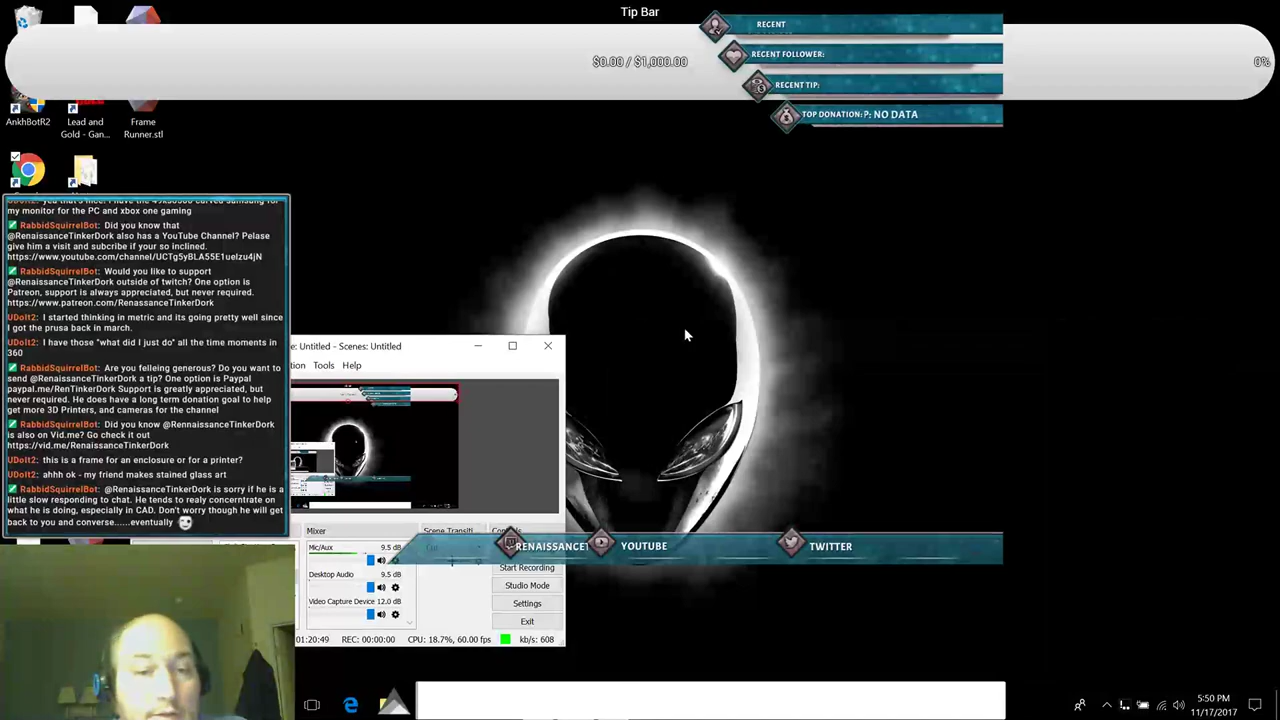 Tip Bar
RECENT
$0.00 / $1,000.00
RECENT FOLLOWER:
0%
RECENT TIP:
TOP DONATION: NO DATA
AnkhBotR2
Lead and
Gold - Gan...
Frame
Runner.stl
my monitor for the PC and xbox one gaming
RabbidSquirrelBot: Did you know that
@RenaissanceTinkerDork also has a YouTube Channel? Pelase
give him a visit and subcribe if your so inclined.
https://www.youtube.com/channel/UCTg5yBLA55E1uelzu4jN
RabbidSquirrelBot: Would you like to support
@RenaissanceTinkerDork outside of twitch? One option is
Patreon, support is always appreciated, but never required.
https://www.patreon.com/RenassanceTinkerDork
UDoIt2: I started thinking in metric and its going pretty well since
I got the prusa back in march.
UDoIt2: I have those "what did I just do" all the time moments in
360
RabbidSquirrelBot: Are you felleing generous? Do you want to
send @RenaissanceTinkerDork a tip? One option is Paypal
paypal.me/RenTinkerDork Support is greatly appreciated, but
never required. He does have a long term donation goal to help
get more 3D Printers, and cameras for the channel
RabbidSquirrelBot: Did you know @RennaissanceTinkerDork
is also on Vid.me? Go check it out
https://vid.me/RenaissanceTinkerDork
UDoIt2: this is a frame for an enclosure or for a printer?
UDoIt2: ahhh ok - my friend makes stained glass art
RabbidSquirrelBot: @RenaissanceTinkerDork is sorry if he is a
little slow responding to chat. He tends to realy concerntrate on
what he is doing, especially in CAD. Don't worry though he will get
back to you and converse......eventually
e: Untitled - Scenes: Untitled
tion Tools Help
Mixer
Scene Transiti
Mic/Aux 9.5 dB
Desktop Audio 9.5 dB
Video Capture Device 12.0 dB
RENAISSANCET
YOUTUBE
TWITTER
Start Recording
Studio Mode
Settings
Exit
01:20:49 REC: 00:00:00 CPU: 18.7%, 60.00 fps kb/s: 608
5:50 PM
11/17/2017